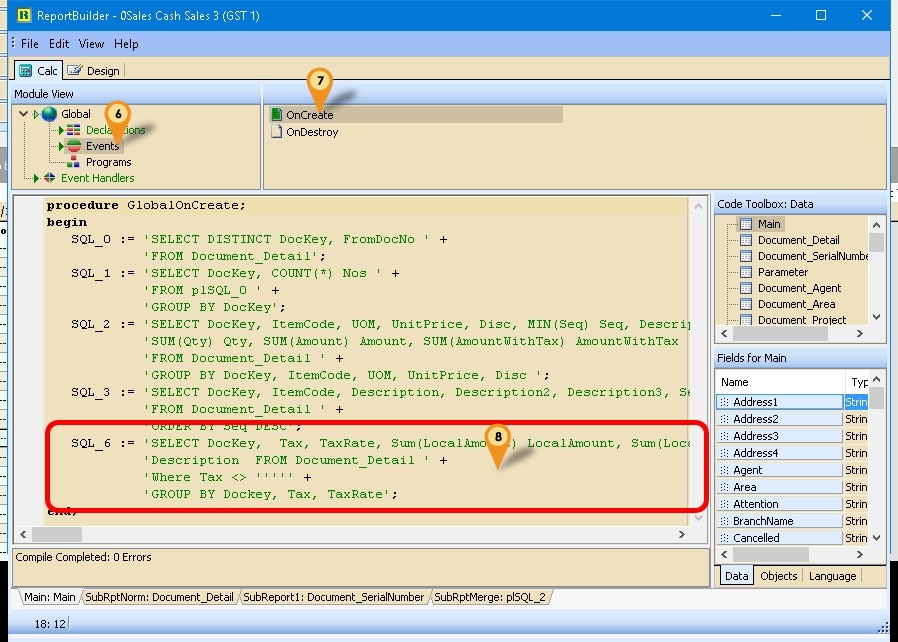 ReportBuilder - 0Sales Cash Sales 3 (GST 1)
File Edit View Help
Calc Design
Module View
Global
Events
Programs
Event Handlers
6
7
OnCreate
OnDestroy
procedure GlobalOnCreate;
begin
SQL_0 := 'SELECT DISTINCT DocKey, FromDocNo ' +
'FROM Document_Detail';
SQL_1 := 'SELECT DocKey, COUNT(*) Nos ' +
'FROM plSQL_0 ' +
'GROUP BY DocKey';
SQL_2 := 'SELECT DocKey, ItemCode, UOM, UnitPrice, Disc, MIN(Seq) Seq, Descrip
'SUM(Qty) Qty, SUM(Amount) Amount, SUM(AmountWithTax) AmountWithTax
'FROM Document_Detail ' +
'GROUP BY DocKey, ItemCode, UOM, UnitPrice, Disc ';
SQL_3 := 'SELECT DocKey, ItemCode, Description, Description2, Description3, Se
'FROM Document_Detail ' +
'ORDER BY Seq DESC';
SQL_6 := 'SELECT DocKey, Tax, TaxRate, LocalAmount, Sum(Loca
'Description FROM Document_Detail ' +
'Where Tax <> ''''' +
'GROUP BY Dockey, Tax, TaxRate';
end;
8
Compile Completed: 0 Errors
Code Toolbox: Data
Main
Document_Detail
Document_SerialNumbe
Parameter
Document_Agent
Document_Area
Document_Project
Fields for Main
Name Typ
Address1 Strin
Address2 Strin
Address3 Strin
Address4 Strin
Agent Strin
Area Strin
Attention Strin
BranchName Strin
Cancelled Strin
Data Objects Language
Main: Main SubRptNorm: Document_Detail SubReport1: Document_SerialNumber SubRptMerge: plSQL_2
18: 12